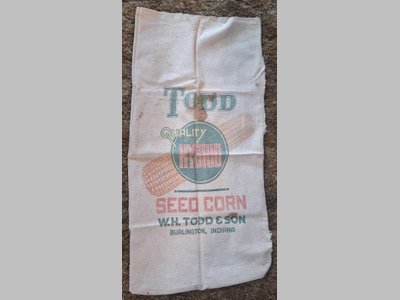 TODD
QUALITY
HYBRID
SEED CORN
W.H. TODD & SON
BURLINGTON, INDIANA